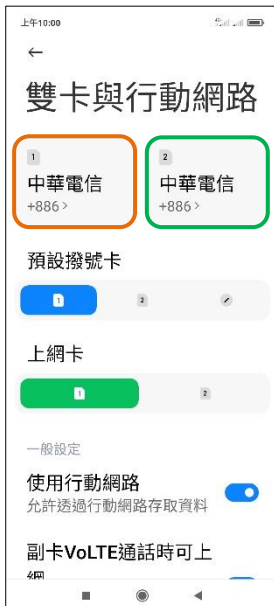 上午10:00
雙卡與行動網路
1
中華電信
+886 >
2
中華電信
+886 >
預設撥號卡
1 2
上網卡
1 2
一般設定
使用行動網路
允許透過行動網路存取資料
副卡VoLTE通話時可上
網